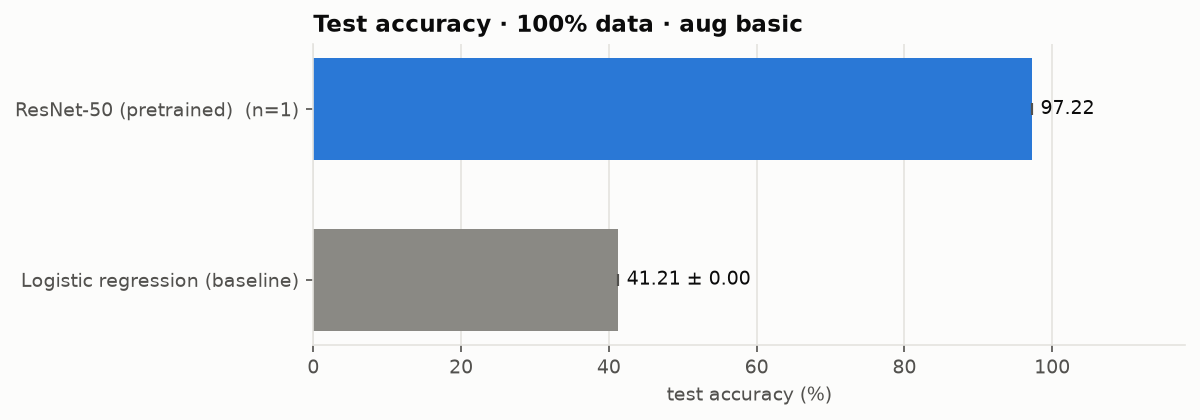 Test accuracy · 100% data · aug basic
ResNet-50 (pretrained)  (n=1)
97.22
Logistic regression (baseline)
41.21 ± 0.00
0 20 40 60 80 100
test accuracy (%)